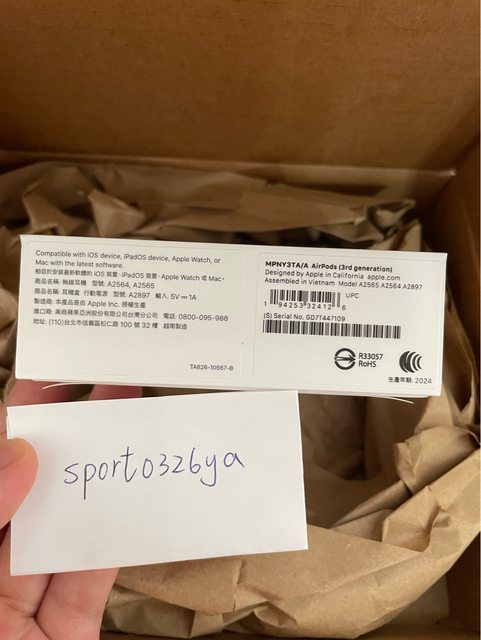 Compatible with iOS device, iPadOS device, Apple Watch, or
Mac with the latest software.
相容於安裝最新軟體的 iOS 裝置、iPadOS 裝置、Apple Watch 或 Mac。
商品名稱: 無線耳機 型號: A2564, A2565
商品名稱: 耳機盒 行動電源 型號: A2897 輸入: 5V⎓1A
製造商: 本產品是由 Apple Inc. 授權生產
進口商: 美商蘋果亞洲股份有限公司台灣分公司 電話: 0800-095-988
地址: (110)台北市信義區松仁路 100 號 32 樓 越南製造
TA826-10567-B
MPNY3TA/A AirPods (3rd generation)
Designed by Apple in California apple.com
Assembled in Vietnam Model A2565 A2564 A2897
UPC
1 94253 32412 6
(S) Serial No. GD7T447109
R33057
RoHS
生產年期: 2024
sport0326ya